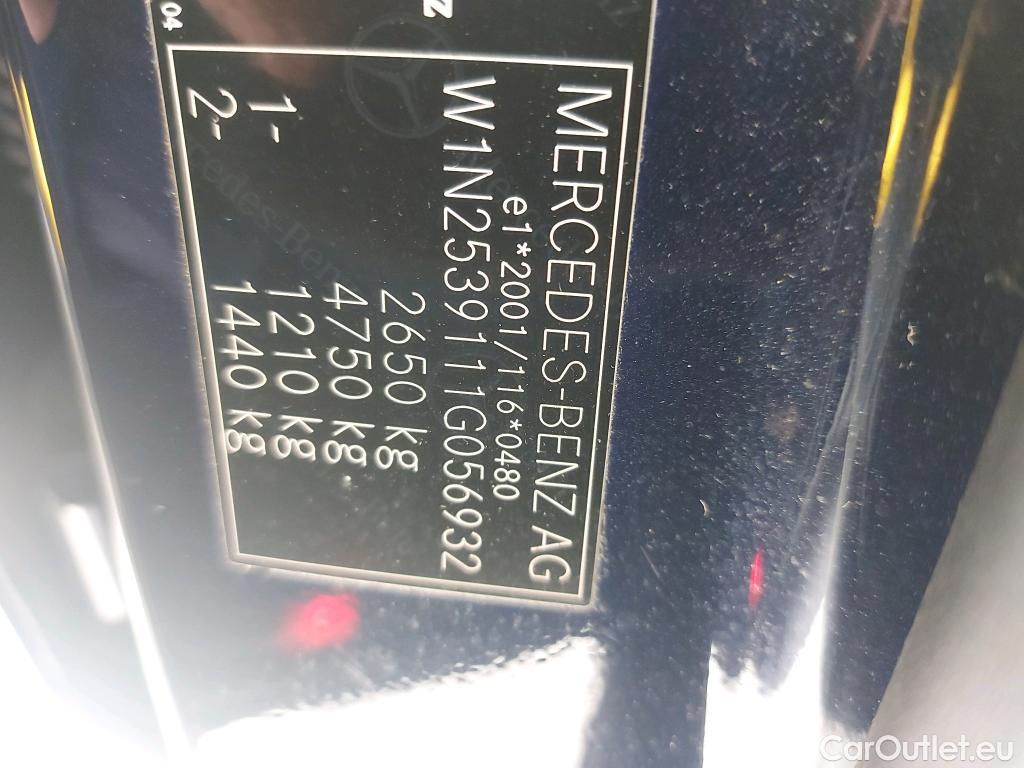 MERCEDES-BENZ AG
e1*2001/116*0480
W1N2539111G056932
2650 kg
4750 kg
1- 1210 kg
2- 1440 kg
04
z
CarOutlet.eu